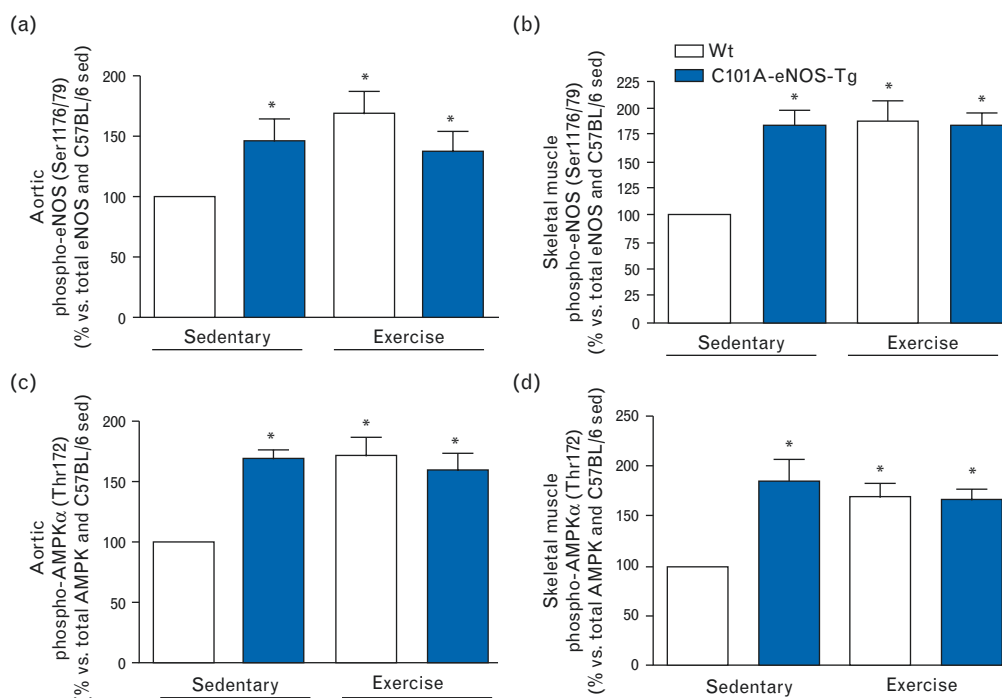 (a)
Aortic
phospho-eNOS (Ser1176/79)
(% vs. total eNOS and C57BL/6 sed)
200
150
100
50
0
*
*
*
Sedentary
Exercise
(b)
Wt
C101A-eNOS-Tg
Skeletal muscle
phospho-eNOS (Ser1176/79)
(% vs. total eNOS and C57BL/6 sed)
225
200
175
150
125
100
75
50
25
0
*
*
*
Sedentary
Exercise
(c)
Aortic
phospho-AMPKα (Thr172)
(% vs. total AMPK and C57BL/6 sed)
200
150
100
50
0
*
*
*
Sedentary
Exercise
(d)
Skeletal muscle
phospho-AMPKα (Thr172)
(% vs. total AMPK and C57BL/6 sed)
250
200
150
100
50
0
*
*
*
Sedentary
Exercise